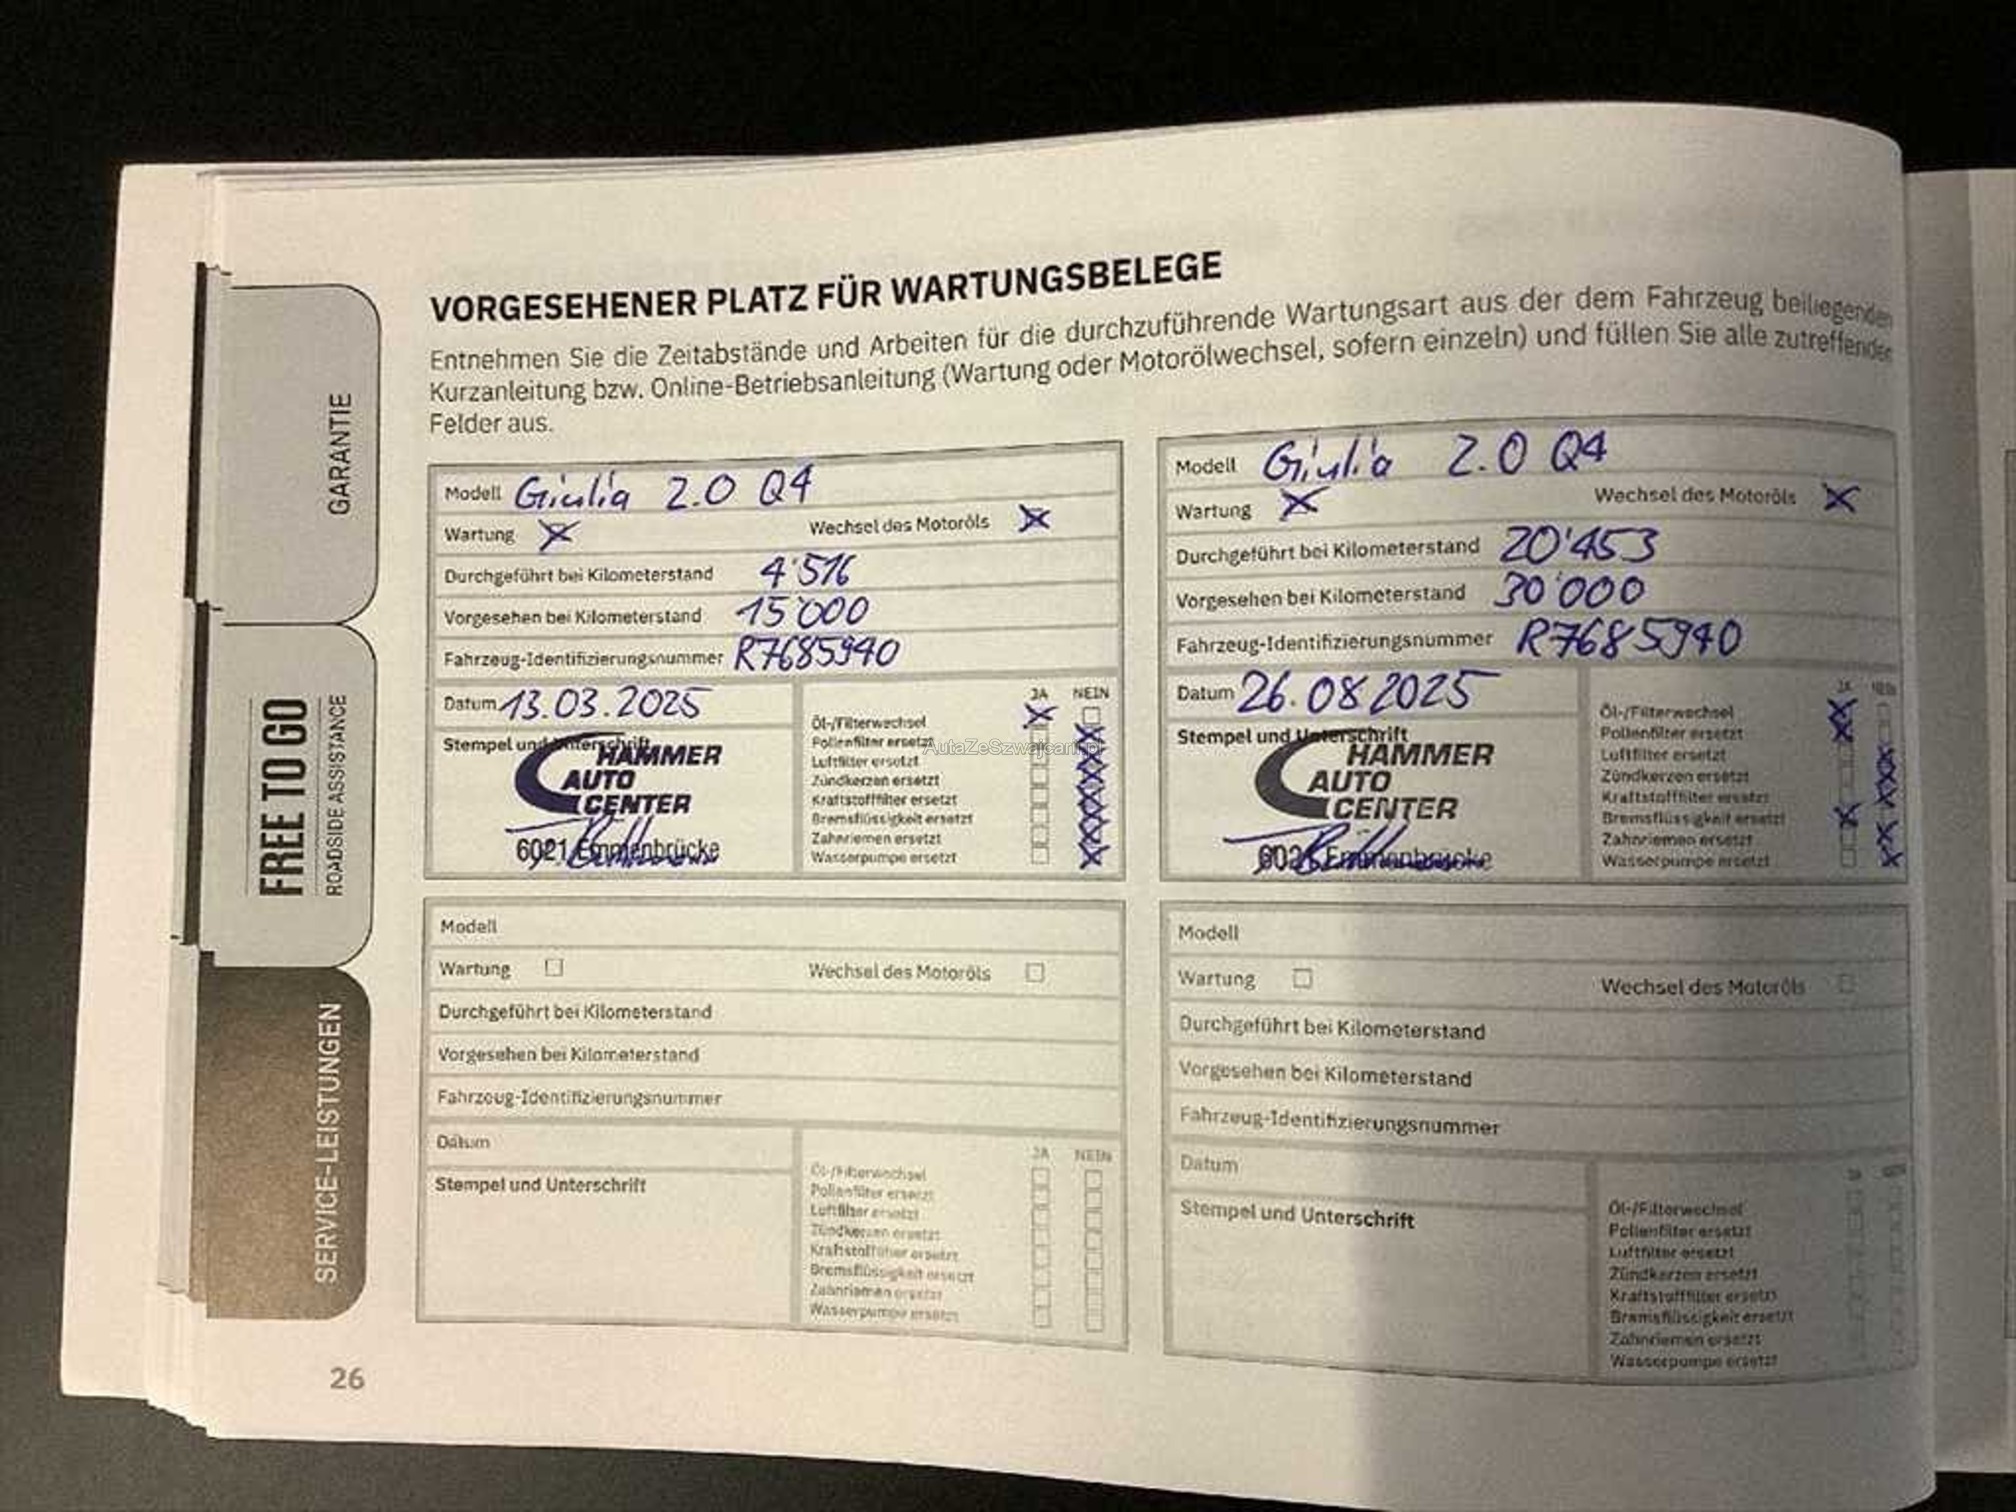 VORGESEHENER PLATZ FÜR WARTUNGSBELEGE
Entnehmen Sie die Zeitabstände und Arbeiten für die durchzuführende Wartungsart aus der dem Fahrzeug beiliegenden
Kurzanleitung bzw. Online-Betriebsanleitung (Wartung oder Motorölwechsel, sofern einzeln) und füllen Sie alle zutreffenden
Felder aus.
GARANTIE
FREE TO GO
ROADSIDE ASSISTANCE
SERVICE-LEISTUNGEN
Modell Giulia 2.0 Q4
Wartung X Wechsel des Motoröls X
Durchgeführt bei Kilometerstand 4'516
Vorgesehen bei Kilometerstand 15'000
Fahrzeug-Identifizierungsnummer R7685940
Datum 13.03.2025
Stempel und Unterschrift
HAMMER
AUTO
CENTER
6021 Emmenbrücke
JA NEIN
Öl-/Filterwechsel X
Pollenfilter ersetzt X
Luftfilter ersetzt X
Zündkerzen ersetzt X
Kraftstofffilter ersetzt X
Bremsflüssigkeit ersetzt X
Zahnriemen ersetzt X
Wasserpumpe ersetzt X
AutaZeSzwajcarii.pl
Modell Giulia 2.0 Q4
Wartung X Wechsel des Motoröls X
Durchgeführt bei Kilometerstand 20'453
Vorgesehen bei Kilometerstand 30'000
Fahrzeug-Identifizierungsnummer R7685940
Datum 26.08.2025
Stempel und Unterschrift
HAMMER
AUTO
CENTER
6021 Emmenbrücke
JA NEIN
Öl-/Filterwechsel X
Pollenfilter ersetzt X
Luftfilter ersetzt X
Zündkerzen ersetzt X
Kraftstofffilter ersetzt X
Bremsflüssigkeit ersetzt X
Zahnriemen ersetzt X
Wasserpumpe ersetzt X
Modell
Wartung Wechsel des Motoröls
Durchgeführt bei Kilometerstand
Vorgesehen bei Kilometerstand
Fahrzeug-Identifizierungsnummer
Datum
Stempel und Unterschrift
JA NEIN
Öl-/Filterwechsel
Pollenfilter ersetzt
Luftfilter ersetzt
Zündkerzen ersetzt
Kraftstofffilter ersetzt
Bremsflüssigkeit ersetzt
Zahnriemen ersetzt
Wasserpumpe ersetzt
Modell
Wartung Wechsel des Motoröls
Durchgeführt bei Kilometerstand
Vorgesehen bei Kilometerstand
Fahrzeug-Identifizierungsnummer
Datum
Stempel und Unterschrift
JA NEIN
Öl-/Filterwechsel
Pollenfilter ersetzt
Luftfilter ersetzt
Zündkerzen ersetzt
Kraftstofffilter ersetzt
Bremsflüssigkeit ersetzt
Zahnriemen ersetzt
Wasserpumpe ersetzt
26